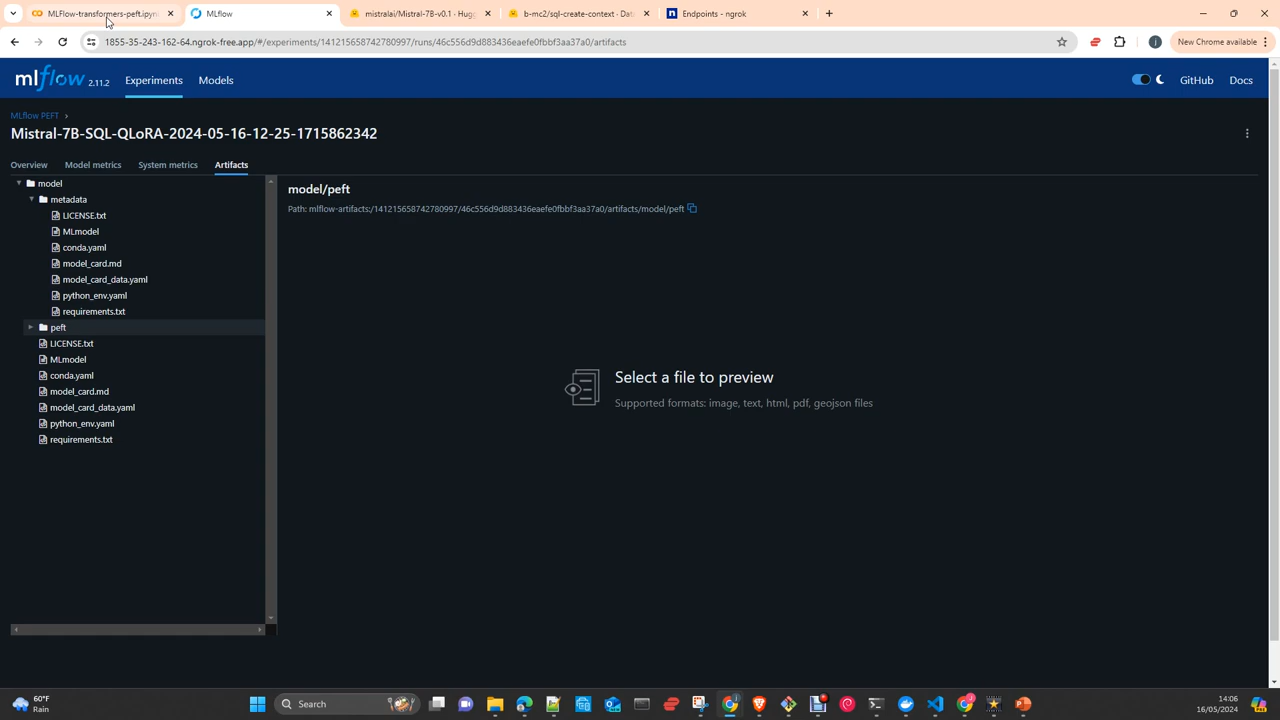 MLFlow-transformers-peft.ipyn
MLflow
mistralai/Mistral-7B-v0.1 - Hugg
b-mc2/sql-create-context - Data
Endpoints - ngrok
1855-35-243-162-64.ngrok-free.app/#/experiments/141215658742780997/runs/46c556d9d883436eaefe0fbbf3aa37a0/artifacts
New Chrome available
mlflow 2.11.2
Experiments
Models
GitHub
Docs
MLflow PEFT
Mistral-7B-SQL-QLoRA-2024-05-16-12-25-1715862342
Overview
Model metrics
System metrics
Artifacts
model
metadata
LICENSE.txt
MLmodel
conda.yaml
model_card.md
model_card_data.yaml
python_env.yaml
requirements.txt
peft
LICENSE.txt
MLmodel
conda.yaml
model_card.md
model_card_data.yaml
python_env.yaml
requirements.txt
model/peft
Path: mlflow-artifacts:/141215658742780997/46c556d9d883436eaefe0fbbf3aa37a0/artifacts/model/peft
Select a file to preview
Supported formats: image, text, html, pdf, geojson files
60°F
Rain
Search
14:06
16/05/2024